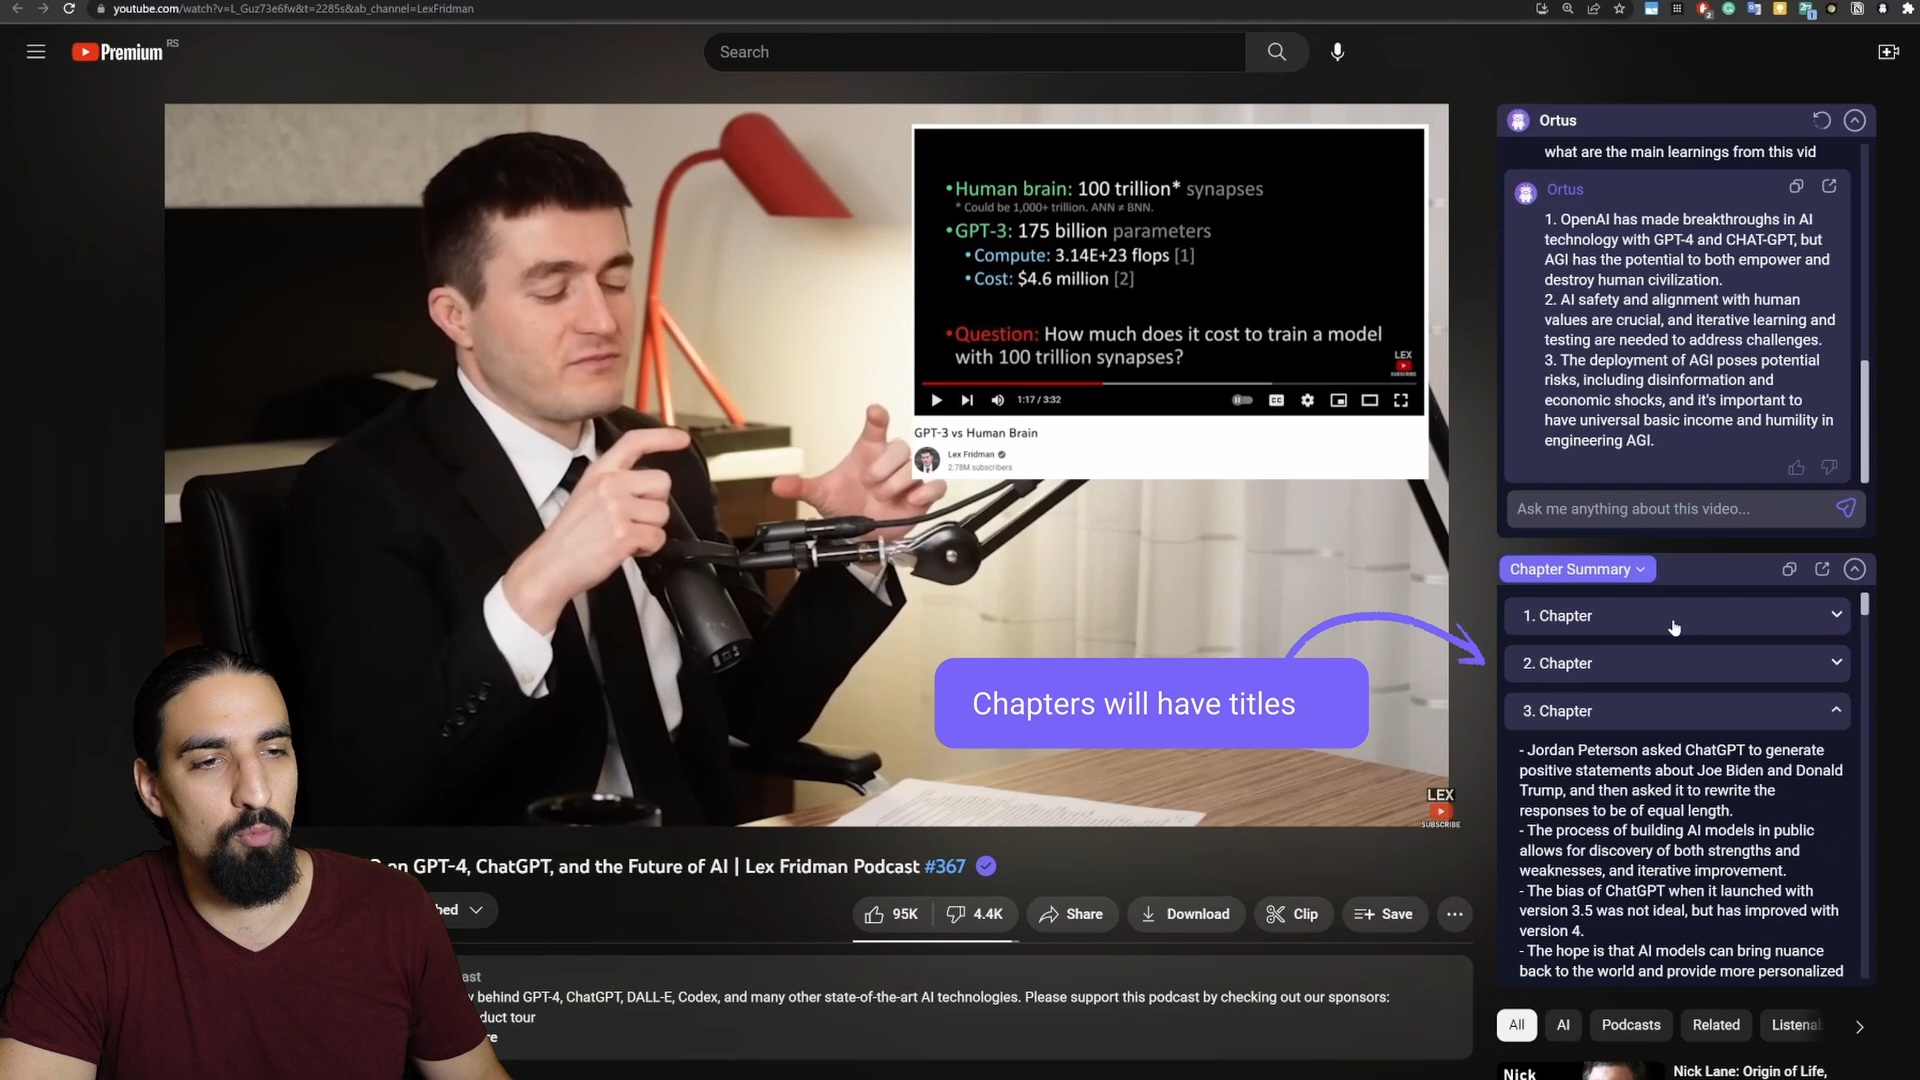 youtube.com/watch?v=L_Guz73e6fw&t=2285s&ab_channel=LexFridman
Premium RS
Search
•Human brain: 100 trillion* synapses
* Could be 1,000+ trillion. ANN ≠ BNN.
•GPT-3: 175 billion parameters
•Compute: 3.14E+23 flops [1]
•Cost: $4.6 million [2]
•Question: How much does it cost to train a model
with 100 trillion synapses?
LEX
SUBSCRIBE
1:17 / 3:32
CC
GPT-3 vs Human Brain
Lex Fridman
2.78M subscribers
Chapters will have titles
LEX
SUBSCRIBE
on GPT-4, ChatGPT, and the Future of AI | Lex Fridman Podcast #367
bed
95K
4.4K
Share
Download
Clip
Save
ast
behind GPT-4, ChatGPT, DALL-E, Codex, and many other state-of-the-art AI technologies. Please support this podcast by checking out our sponsors:
duct tour
re
Ortus
what are the main learnings from this vid
Ortus
1. OpenAI has made breakthroughs in AI
technology with GPT-4 and CHAT-GPT, but
AGI has the potential to both empower and
destroy human civilization.
2. AI safety and alignment with human
values are crucial, and iterative learning and
testing are needed to address challenges.
3. The deployment of AGI poses potential
risks, including disinformation and
economic shocks, and it's important to
have universal basic income and humility in
engineering AGI.
Ask me anything about this video...
Chapter Summary
1. Chapter
2. Chapter
3. Chapter
- Jordan Peterson asked ChatGPT to generate
positive statements about Joe Biden and Donald
Trump, and then asked it to rewrite the
responses to be of equal length.
- The process of building AI models in public
allows for discovery of both strengths and
weaknesses, and iterative improvement.
- The bias of ChatGPT when it launched with
version 3.5 was not ideal, but has improved with
version 4.
- The hope is that AI models can bring nuance
back to the world and provide more personalized
All
AI
Podcasts
Related
Listena
Nick
Nick Lane: Origin of Life,